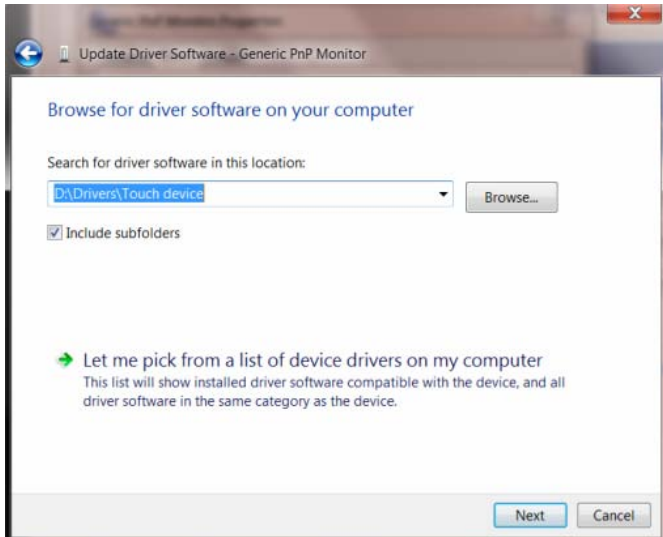 Update Driver Software - Generic PnP Monitor
Browse for driver software on your computer
Search for driver software in this location:
D:\Drivers\Touch device
Browse...
Include subfolders
Let me pick from a list of device drivers on my computer
This list will show installed driver software compatible with the device, and all
driver software in the same category as the device.
Next
Cancel